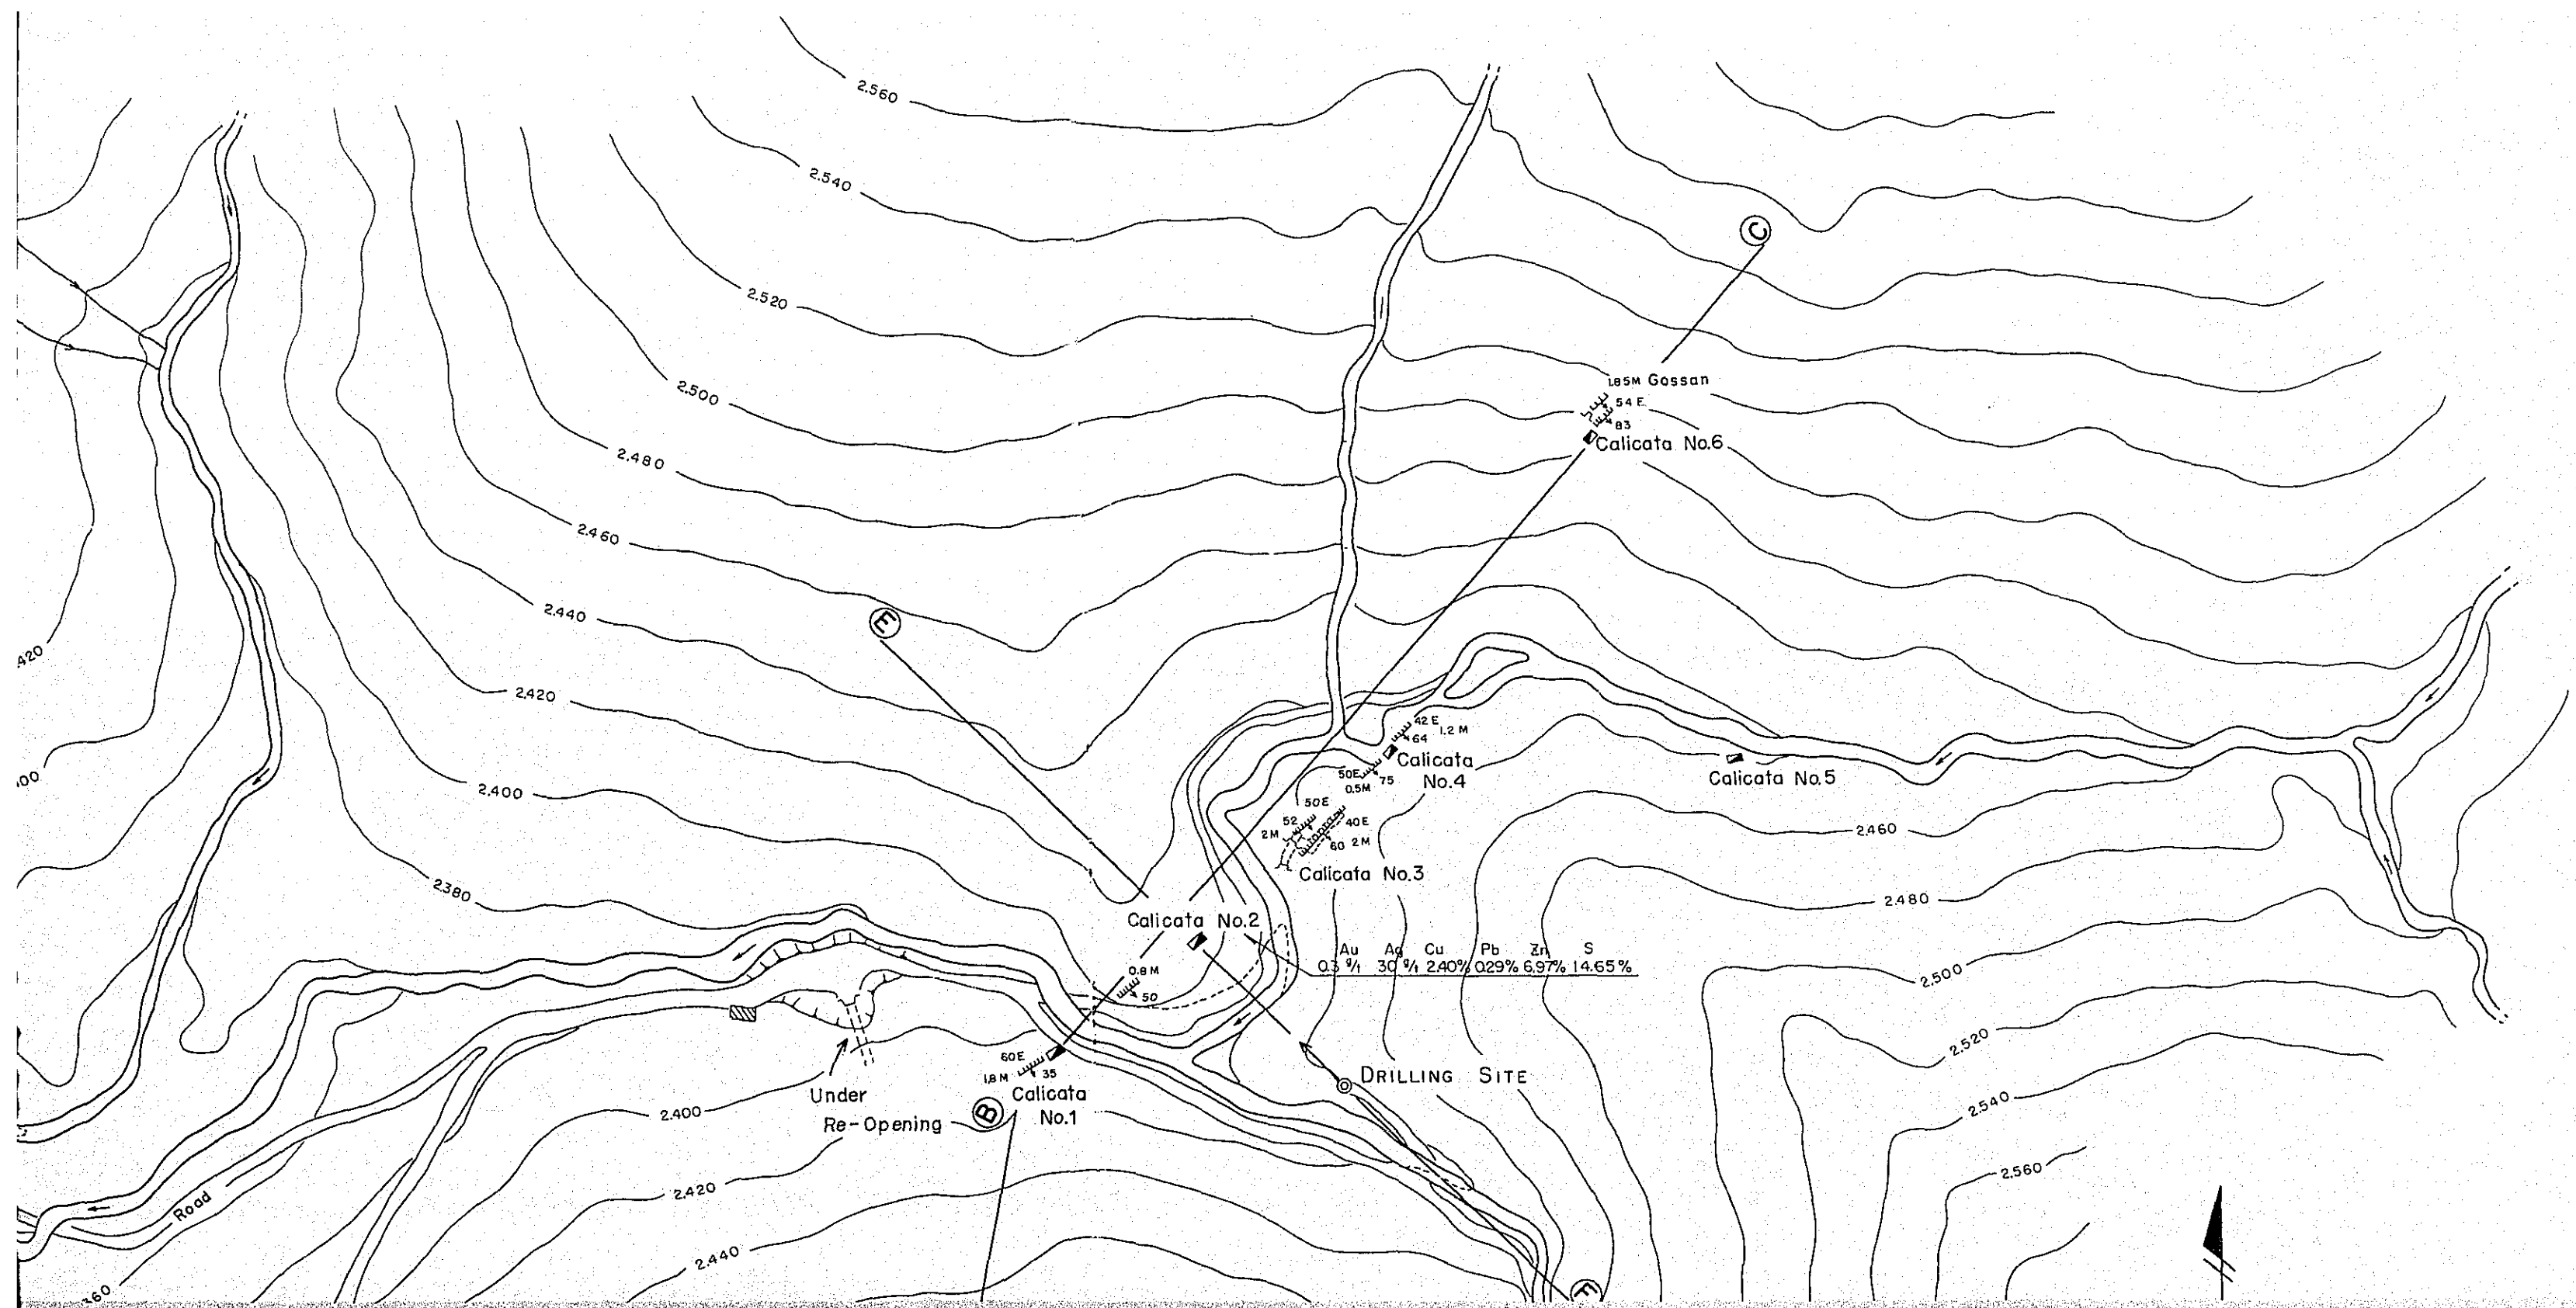 2.560
2.540
C
2.520
1.85M Gossan
2.500
54 E
83
Calicata No.6
2.480
2.460
2.440
E
420
2.420
42 E
1.2 M
64
Calicata
No.4
50E
75
0.5M
Calicata No.5
00
2.400
50 E
52
40 E
2M
60 2M
2.460
Calicata No.3
2.380
2.480
Calicata No.2
Au Ag Cu Pb Zn S
0.3 g/t 30 g/t 2.40% 0.29% 6.97% 14.65%
0.8 M
50
2.500
2.520
60E
1.8 M
35
DRILLING SITE
Under
Re-Opening
B
Calicata
No.1
2.400
2.540
2.560
2.420
Road
2.440
360
F